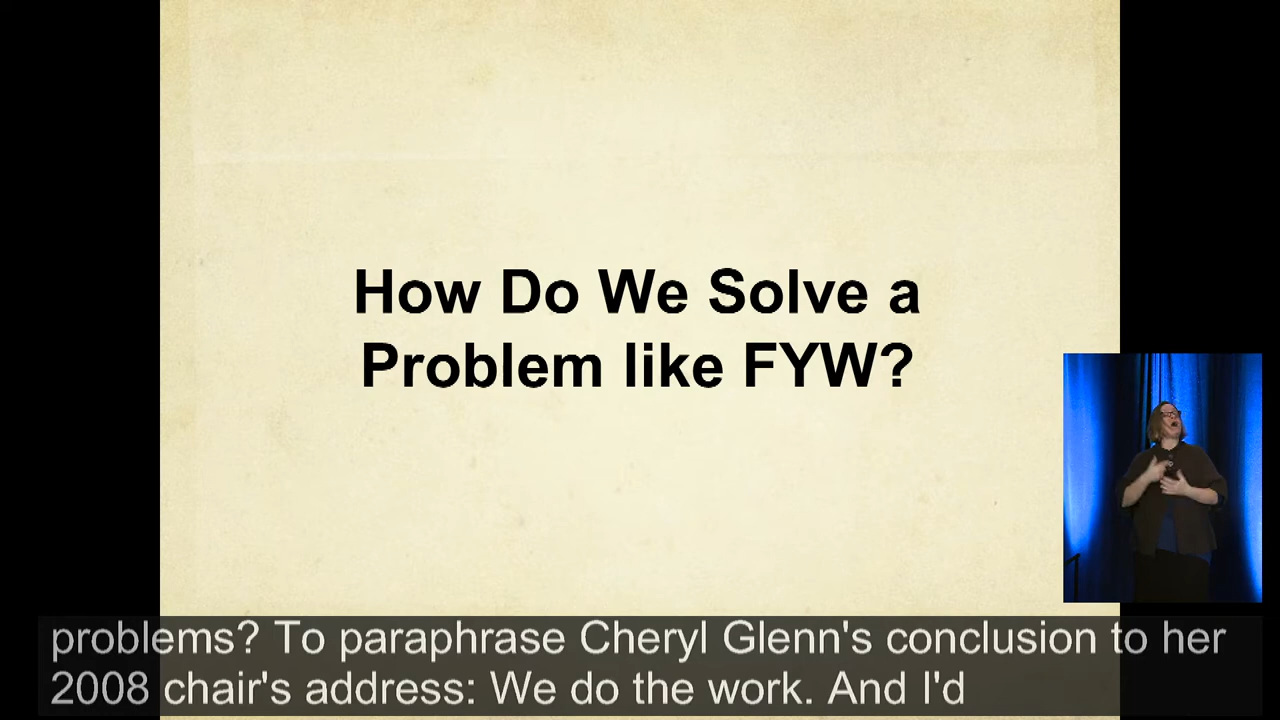 How Do We Solve a
Problem like FYW?
problems? To paraphrase Cheryl Glenn's conclusion to her
2008 chair's address: We do the work. And I'd